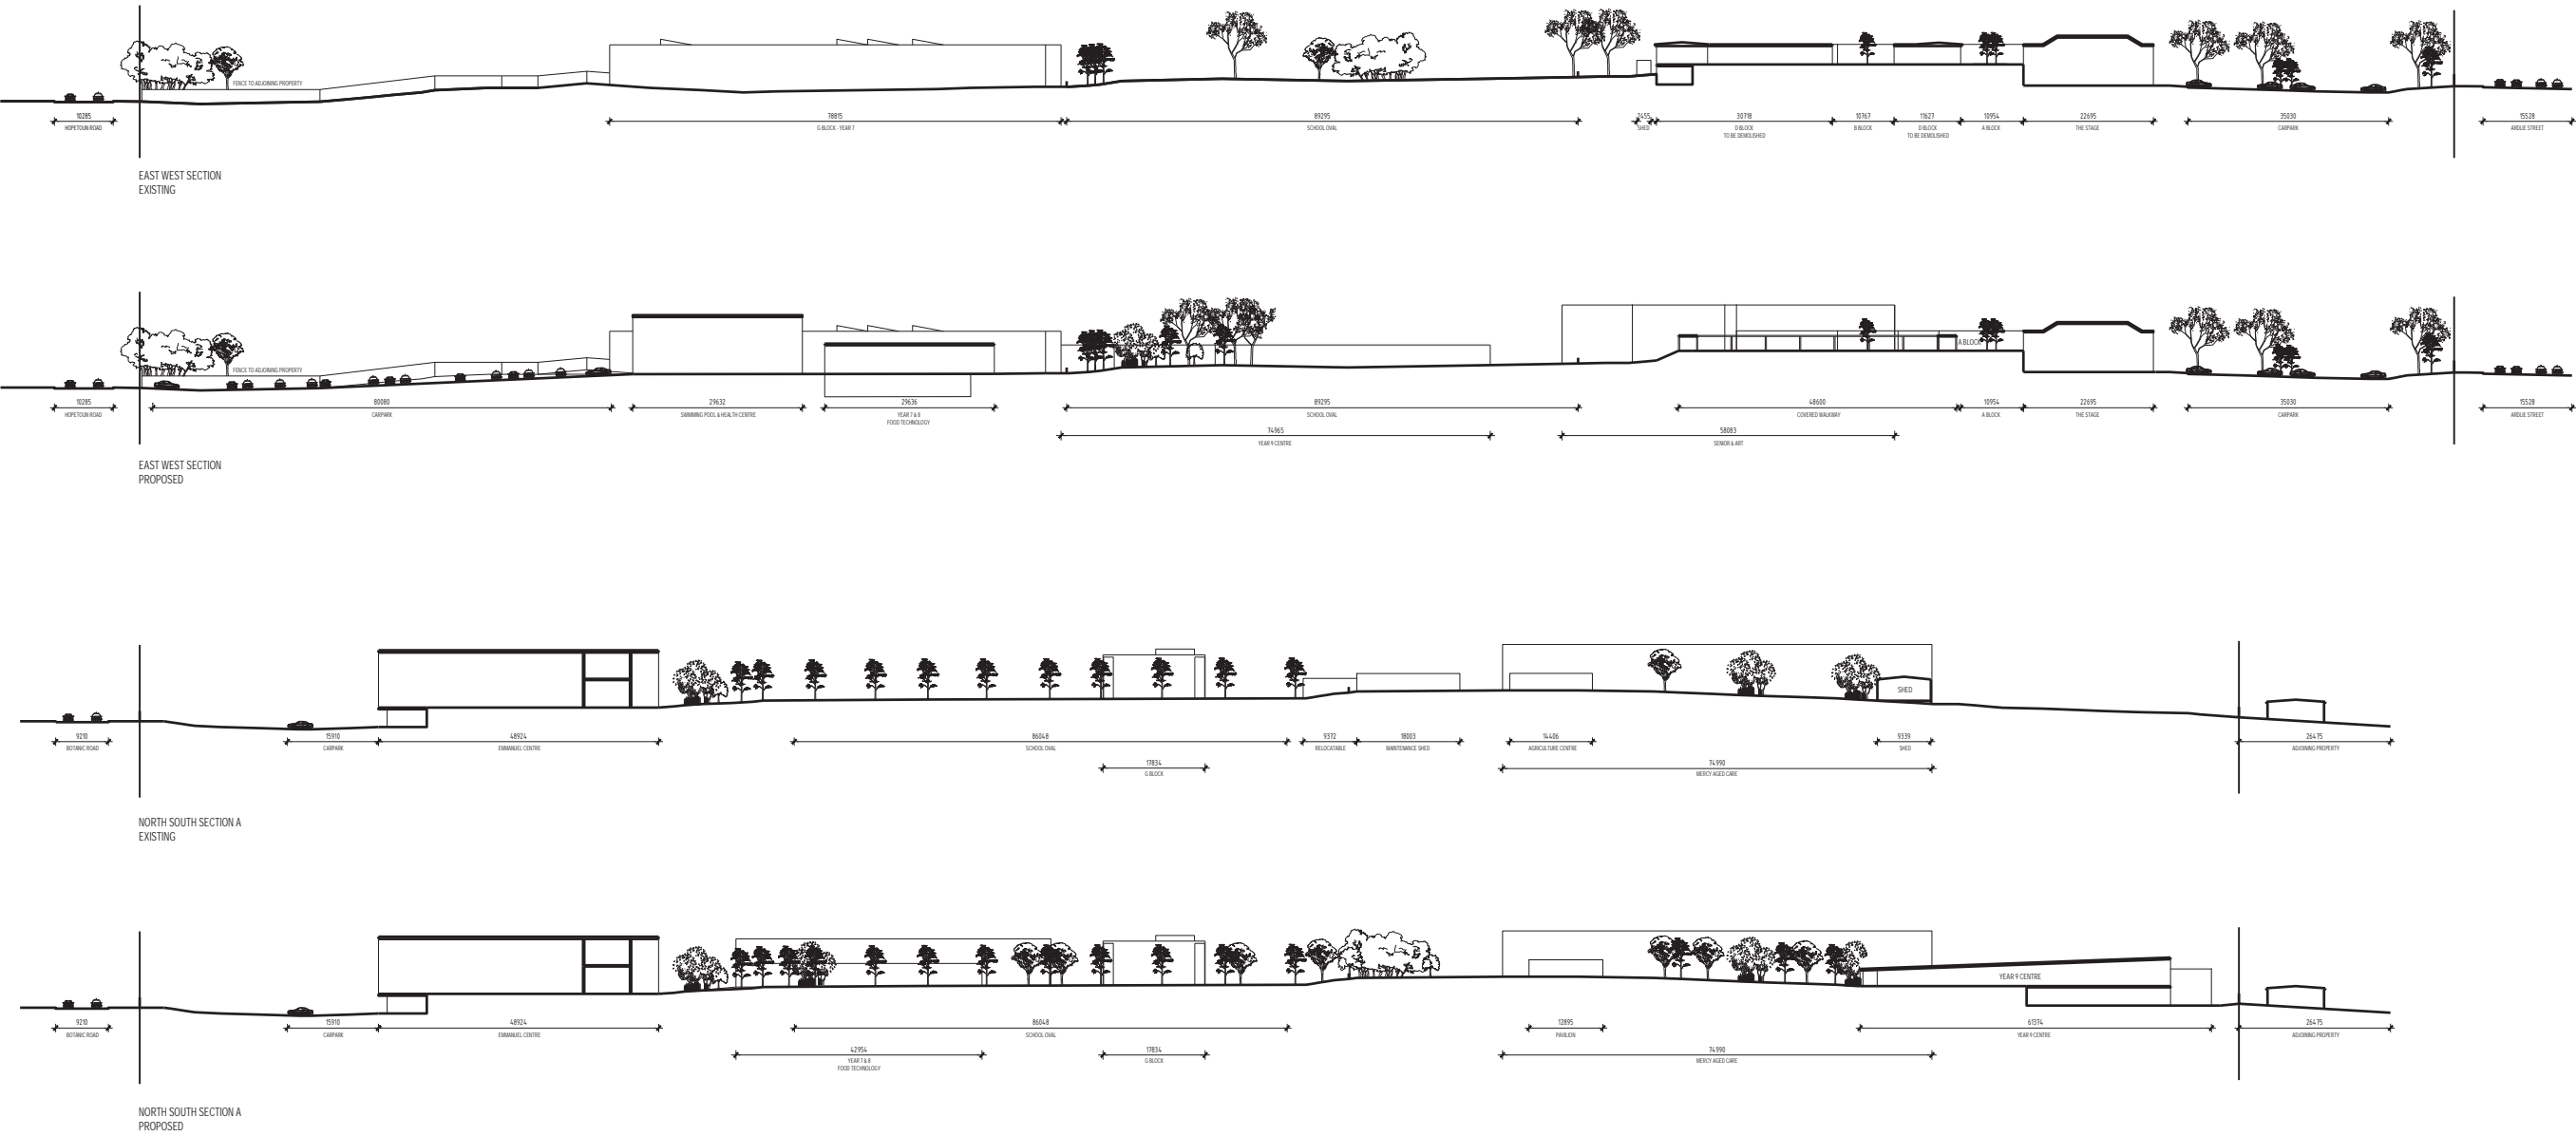 FENCE TO ADJOINING PROPERTY
10285 78815 89295 2455 30718 10767 11627 10954 22695 35030 15528
HOPETOUN ROAD G BLOCK - YEAR 7 SCHOOL OVAL SHED D BLOCK B BLOCK D BLOCK A BLOCK THE STAGE CARPARK ARDLIE STREET
TO BE DEMOLISHED TO BE DEMOLISHED
EAST WEST SECTION
EXISTING
A BLOCK
FENCE TO ADJOINING PROPERTY
10285 80080 29632 29636 89295 48600 10954 22695 35030 15528
HOPETOUN ROAD CARPARK SWIMMING POOL & HEALTH CENTRE YEAR 7 & 8 SCHOOL OVAL COVERED WALKWAY A BLOCK THE STAGE CARPARK ARDLIE STREET
FOOD TECHNOLOGY
74965 58083
YEAR 9 CENTRE SENIOR & ART
EAST WEST SECTION
PROPOSED
SHED
9210 15910 48924 86048 9372 18003 14406 9339 26475
BOTANIC ROAD CARPARK EMMANUEL CENTRE SCHOOL OVAL RELOCATABLE MAINTENANCE SHED AGRICULTURE CENTRE SHED ADJOINING PROPERTY
17834 74990
G BLOCK MERCY AGED CARE
NORTH SOUTH SECTION A
EXISTING
YEAR 9 CENTRE
9210 15910 48924 86048 12895 61374 26475
BOTANIC ROAD CARPARK EMMANUEL CENTRE SCHOOL OVAL PAVILION YEAR 9 CENTRE ADJOINING PROPERTY
42954 17834 74990
YEAR 7 & 8 G BLOCK MERCY AGED CARE
FOOD TECHNOLOGY
NORTH SOUTH SECTION A
PROPOSED